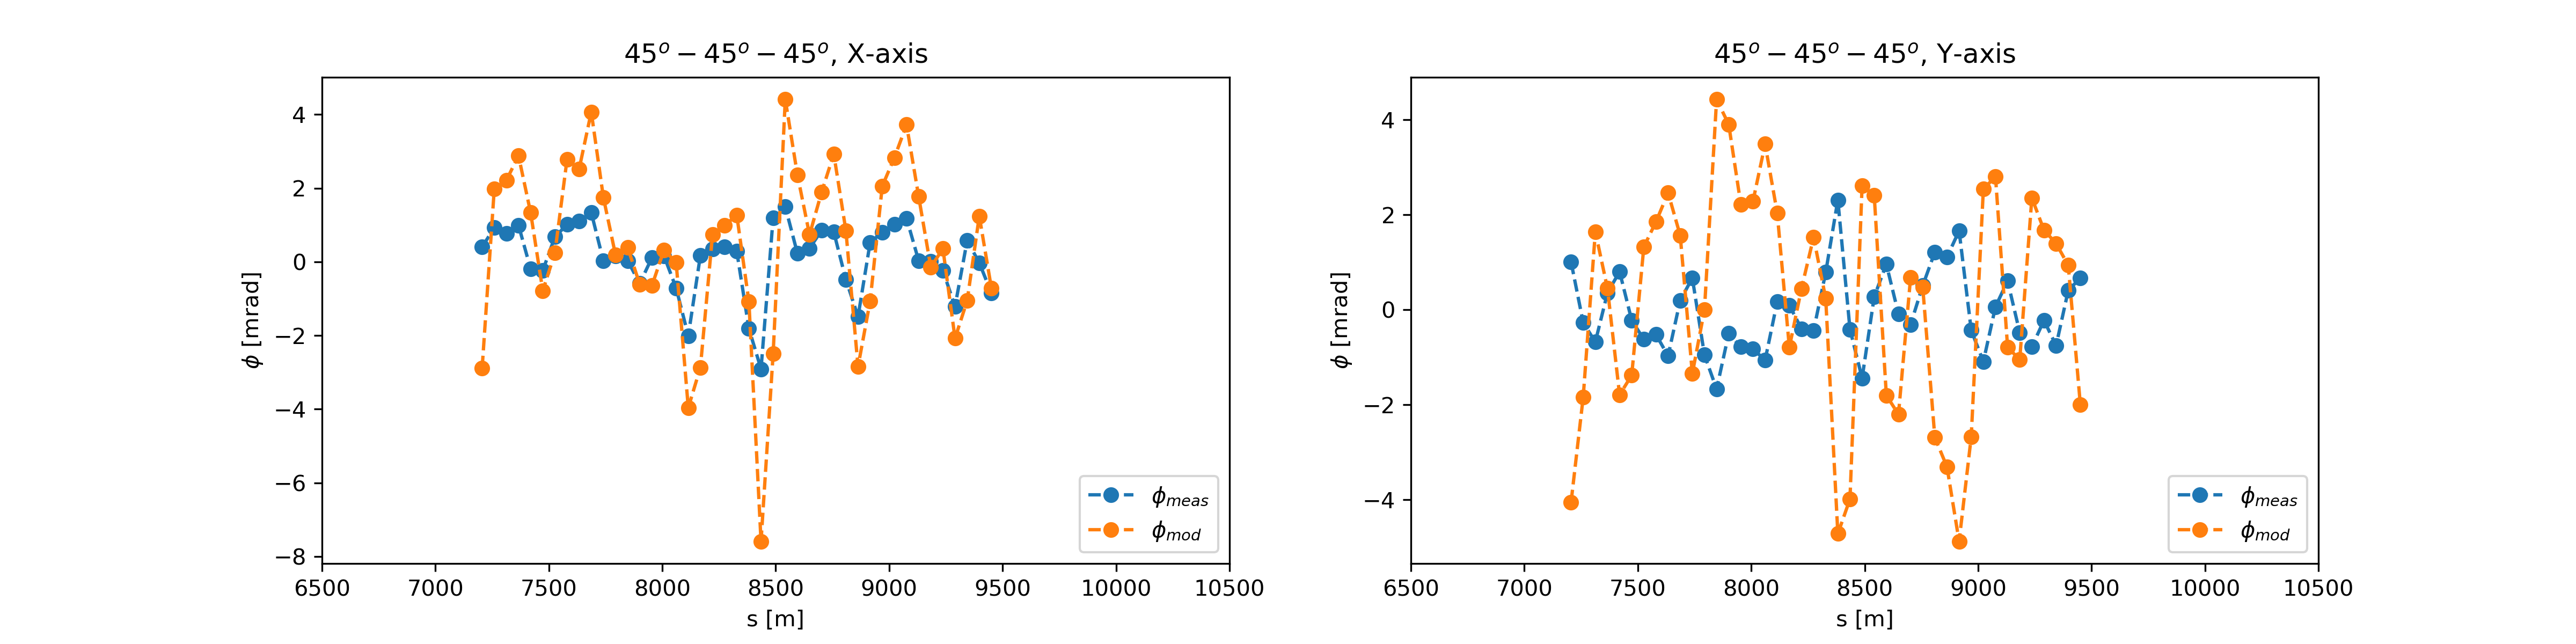 45° − 45° − 45°, X-axis
4
2
0
−2
−4
−6
−8
ϕ [mrad]
6500 7000 7500 8000 8500 9000 9500 10000 10500
s [m]
ϕmeas
ϕmod
45° − 45° − 45°, Y-axis
4
2
0
−2
−4
ϕ [mrad]
6500 7000 7500 8000 8500 9000 9500 10000 10500
s [m]
ϕmeas
ϕmod